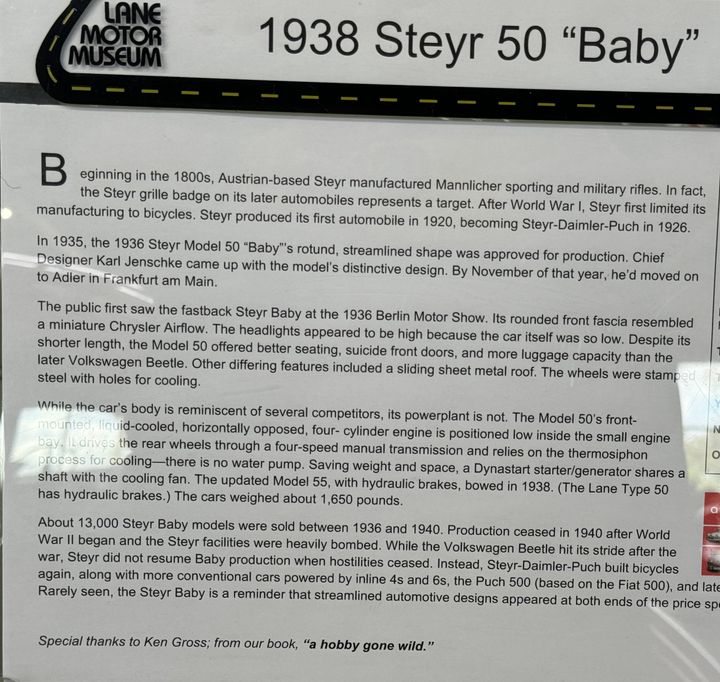 LANE
MOTOR
MUSEUM
1938 Steyr 50 “Baby”
Beginning in the 1800s, Austrian-based Steyr manufactured Mannlicher sporting and military rifles. In fact,
the Steyr grille badge on its later automobiles represents a target. After World War I, Steyr first limited its
manufacturing to bicycles. Steyr produced its first automobile in 1920, becoming Steyr-Daimler-Puch in 1926.
In 1935, the 1936 Steyr Model 50 “Baby”’s rotund, streamlined shape was approved for production. Chief
Designer Karl Jenschke came up with the model’s distinctive design. By November of that year, he’d moved on
to Adler in Frankfurt am Main.
The public first saw the fastback Steyr Baby at the 1936 Berlin Motor Show. Its rounded front fascia resembled
a miniature Chrysler Airflow. The headlights appeared to be high because the car itself was so low. Despite its
shorter length, the Model 50 offered better seating, suicide front doors, and more luggage capacity than the
later Volkswagen Beetle. Other differing features included a sliding sheet metal roof. The wheels were stamped
steel with holes for cooling.
While the car’s body is reminiscent of several competitors, its powerplant is not. The Model 50’s front-
mounted, liquid-cooled, horizontally opposed, four- cylinder engine is positioned low inside the small engine
bay. It drives the rear wheels through a four-speed manual transmission and relies on the thermosiphon
process for cooling—there is no water pump. Saving weight and space, a Dynastart starter/generator shares a
shaft with the cooling fan. The updated Model 55, with hydraulic brakes, bowed in 1938. (The Lane Type 50
has hydraulic brakes.) The cars weighed about 1,650 pounds.
About 13,000 Steyr Baby models were sold between 1936 and 1940. Production ceased in 1940 after World
War II began and the Steyr facilities were heavily bombed. While the Volkswagen Beetle hit its stride after the
war, Steyr did not resume Baby production when hostilities ceased. Instead, Steyr-Daimler-Puch built bicycles
again, along with more conventional cars powered by inline 4s and 6s, the Puch 500 (based on the Fiat 500), and
Rarely seen, the Steyr Baby is a reminder that streamlined automotive designs appeared at both ends of the price
Special thanks to Ken Gross; from our book, “a hobby gone wild.”